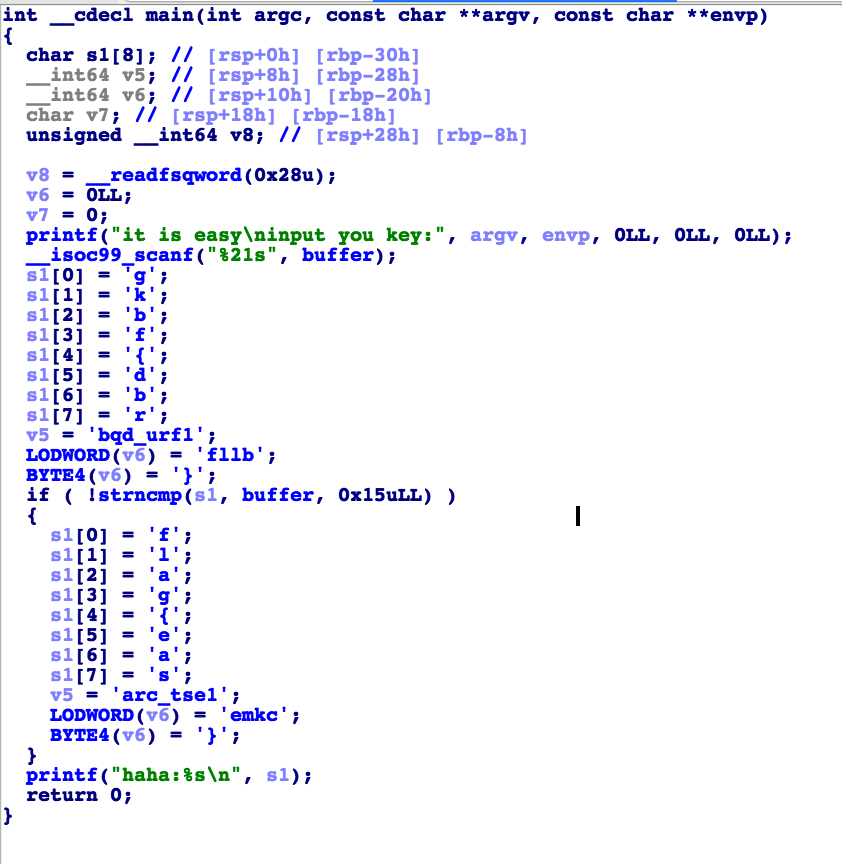 int __cdecl main(int argc, const char **argv, const char **envp)
{
  char s1[8]; // [rsp+0h] [rbp-30h]
  __int64 v5; // [rsp+8h] [rbp-28h]
  __int64 v6; // [rsp+10h] [rbp-20h]
  char v7; // [rsp+18h] [rbp-18h]
  unsigned __int64 v8; // [rsp+28h] [rbp-8h]

  v8 = __readfsqword(0x28u);
  v6 = 0LL;
  v7 = 0;
  printf("it is easy\ninput you key:", argv, envp, 0LL, 0LL, 0LL);
  __isoc99_scanf("%21s", buffer);
  s1[0] = 'g';
  s1[1] = 'k';
  s1[2] = 'b';
  s1[3] = 'f';
  s1[4] = '{';
  s1[5] = 'd';
  s1[6] = 'b';
  s1[7] = 'r';
  v5 = 'bqd_urf1';
  LODWORD(v6) = 'fllb';
  BYTE4(v6) = '}';
  if ( !strncmp(s1, buffer, 0x15uLL) )
  {
    s1[0] = 'f';
    s1[1] = 'l';
    s1[2] = 'a';
    s1[3] = 'g';
    s1[4] = '{';
    s1[5] = 'e';
    s1[6] = 'a';
    s1[7] = 's';
    v5 = 'arc_tse1';
    LODWORD(v6) = 'emkc';
    BYTE4(v6) = '}';
  }
  printf("haha:%s\n", s1);
  return 0;
}